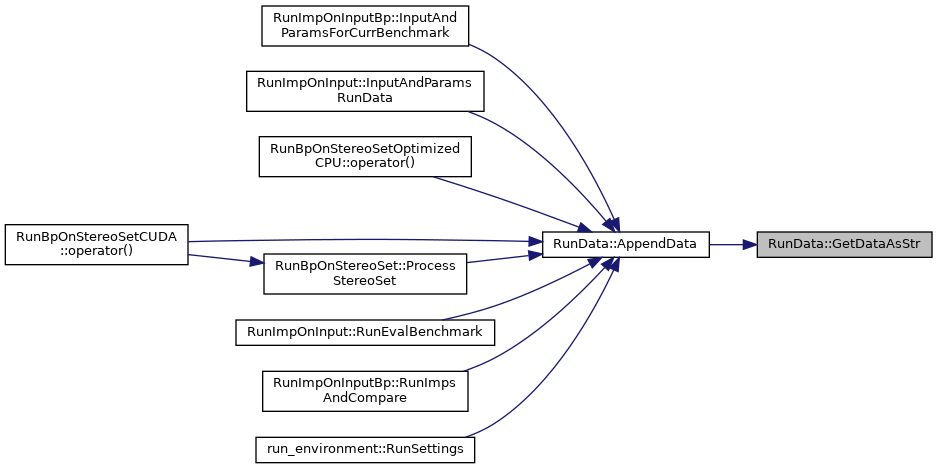 RunImpOnInputBp::InputAnd
ParamsForCurrBenchmark
RunImpOnInput::InputAndParams
RunData
RunBpOnStereoSetOptimized
CPU::operator()
RunBpOnStereoSetCUDA
::operator()
RunBpOnStereoSet::Process
StereoSet
RunImpOnInput::RunEvalBenchmark
RunImpOnInputBp::RunImps
AndCompare
run_environment::RunSettings
RunData::AppendData
RunData::GetDataAsStr